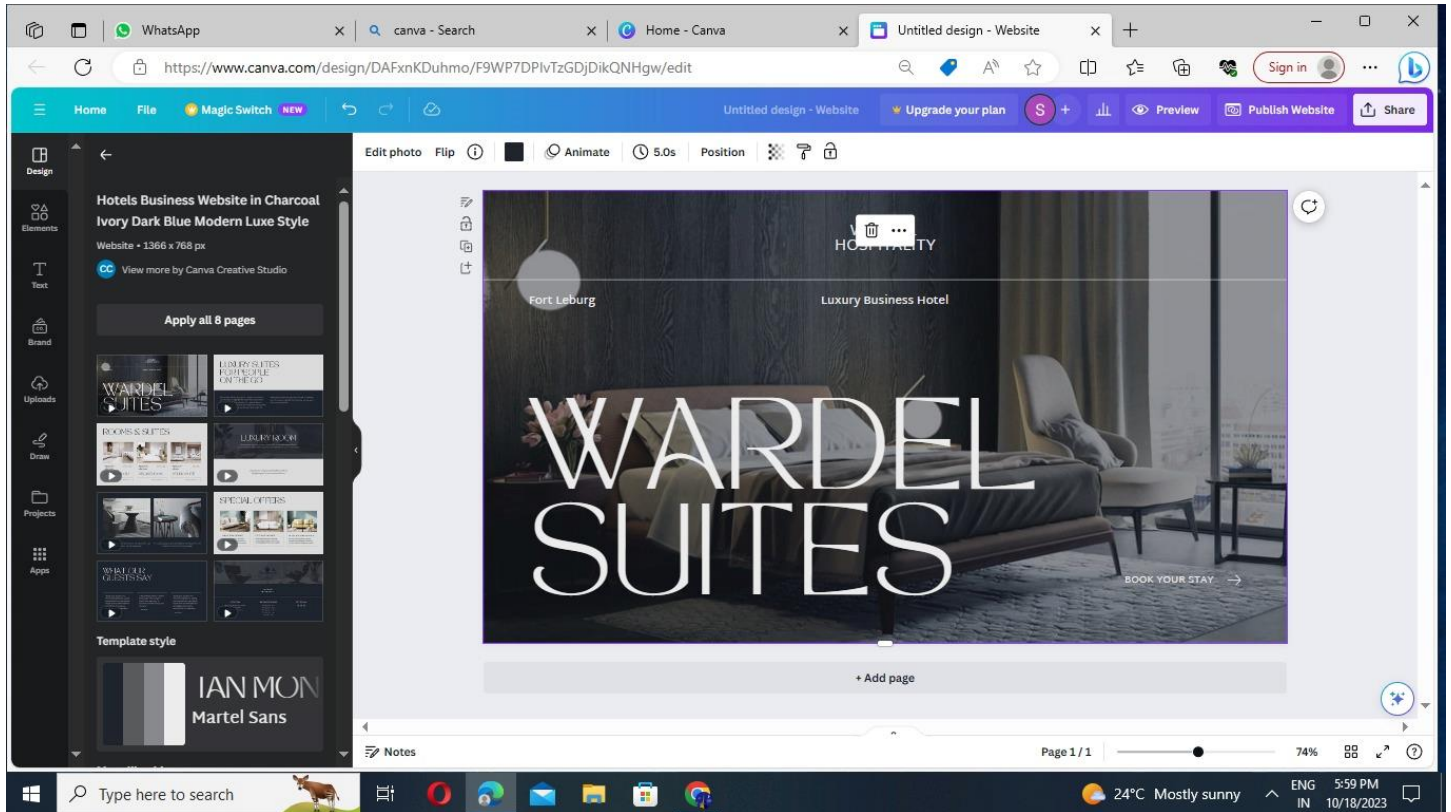 WhatsApp
canva - Search
Home - Canva
Untitled design - Website
https://www.canva.com/design/DAFxnKDuhmo/F9WP7DPlvTzGDjDikQNHgw/edit
Sign in
Home
File
Magic Switch NEW
Untitled design - Website
Upgrade your plan
S
Preview
Publish Website
Share
Design
Elements
Text
Brand
Uploads
Draw
Projects
Apps
Hotels Business Website in Charcoal
Ivory Dark Blue Modern Luxe Style
Website • 1366 x 768 px
CC View more by Canva Creative Studio
Apply all 8 pages
WARDEL
SUITES
LUXURY SUITES
FOR PEOPLE
ON THE GO
ROOMS & SUITES
LUXURY ROOM
SPECIAL OFFERS
WHAT OUR
GUESTS SAY
Template style
IAN MON
Martel Sans
Edit photo
Flip
Animate
5.0s
Position
HOSPITALITY
Fort Leburg
Luxury Business Hotel
WARDEL
SUITES
BOOK YOUR STAY
+ Add page
Notes
Page 1 / 1
74%
Type here to search
24°C Mostly sunny
ENG
IN
5:59 PM
10/18/2023